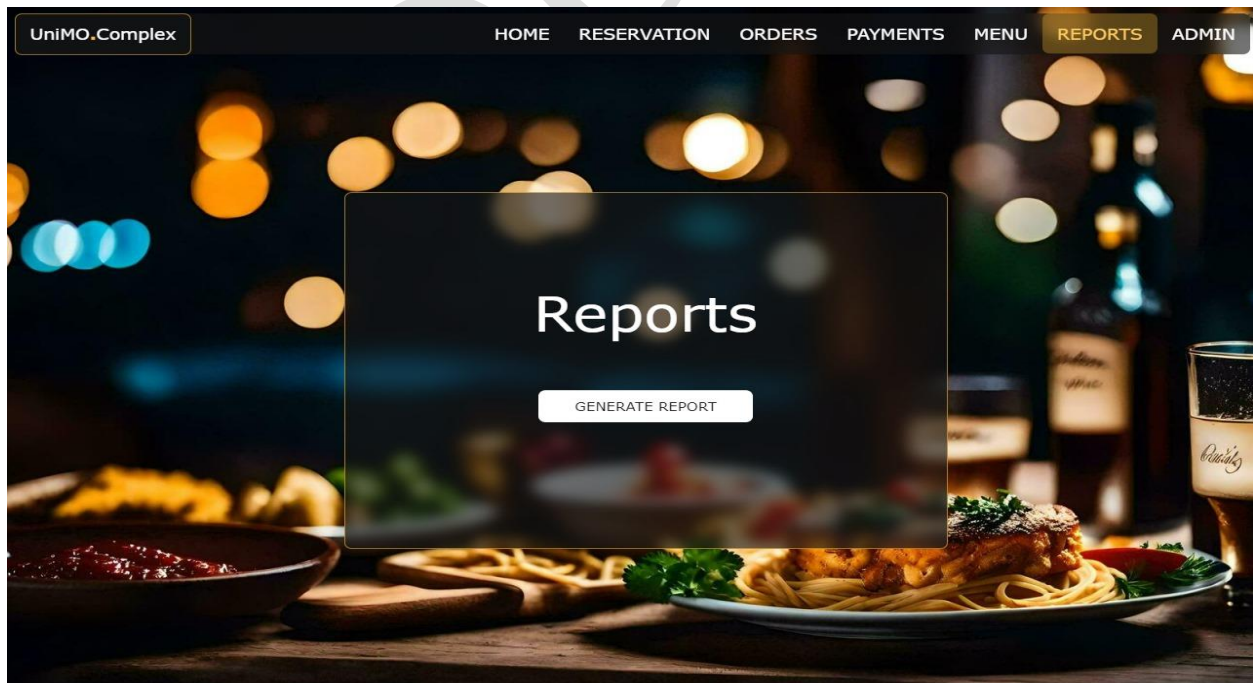 UniMO.Complex
HOME RESERVATION ORDERS PAYMENTS MENU REPORTS ADMIN
Reports
GENERATE REPORT